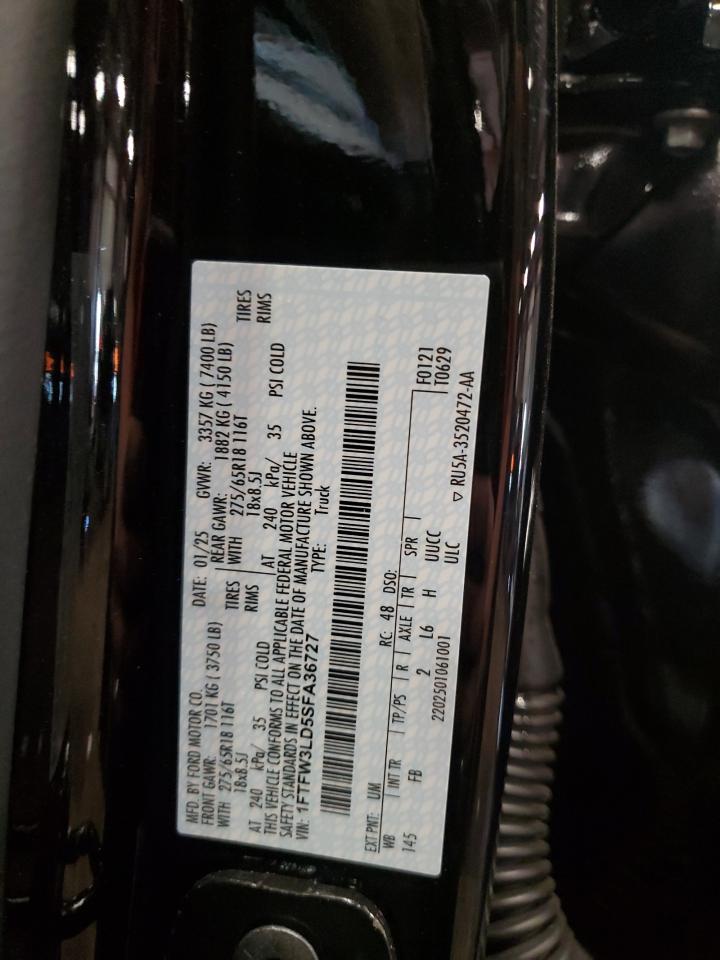 MFD. BY FORD MOTOR CO. DATE: 01/25 GVWR: 3357 KG ( 7400 LB)
FRONT GAWR: 1701 KG ( 3750 LB) REAR GAWR: 1882 KG ( 4150 LB)
WITH 275/65R18 116T TIRES WITH 275/65R18 116T TIRES
18x8.5J RIMS 18x8.5J RIMS
AT 240 kPa/ 35 PSI COLD AT 240 kPa/ 35 PSI COLD
THIS VEHICLE CONFORMS TO ALL APPLICABLE FEDERAL MOTOR VEHICLE
SAFETY STANDARDS IN EFFECT ON THE DATE OF MANUFACTURE SHOWN ABOVE.
VIN: 1FTFW3LD5SFA36727 TYPE: Truck
EXT PNT: UM RC: 48 DSO: F0121
WB INT TR TP/PS R AXLE TR SPR T0629
145 FB 2 L6 H UUCC
2202501061001 ULC ▽ RU5A-3520472-AA